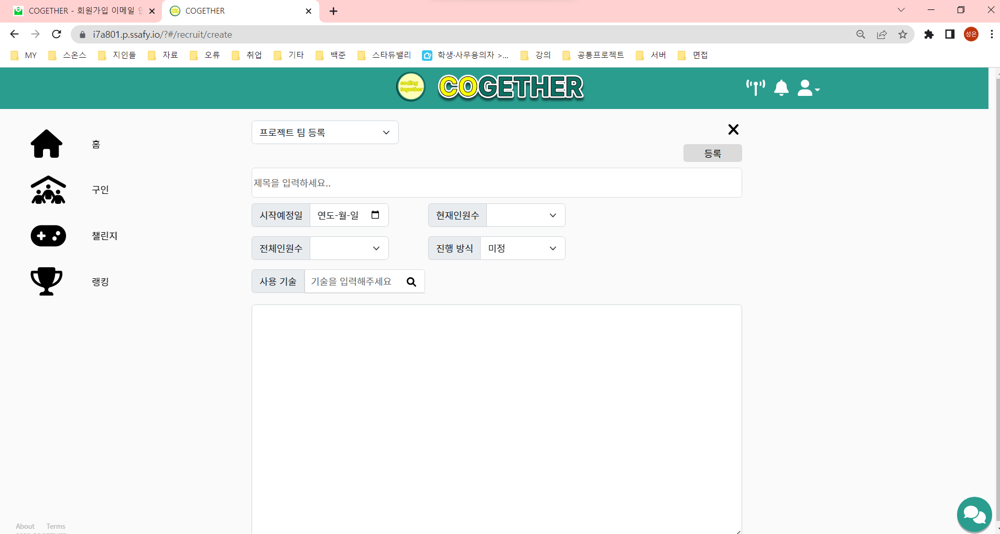 COGETHER - 회원가입 이메일
COGETHER
i7a801.p.ssafy.io/?#/recruit/create
성은
MY 스온스 지인들 자료 오류 취업 기타 백준 스타듀밸리 학생·사무용의자 >... 강의 공통프로젝트 서버 면접
coding together
COGETHER
홈
구인
챌린지
랭킹
프로젝트 팀 등록
등록
제목을 입력하세요..
시작예정일 연도-월-일 현재인원수
전체인원수 진행 방식 미정
사용 기술 기술을 입력해주세요
About Terms